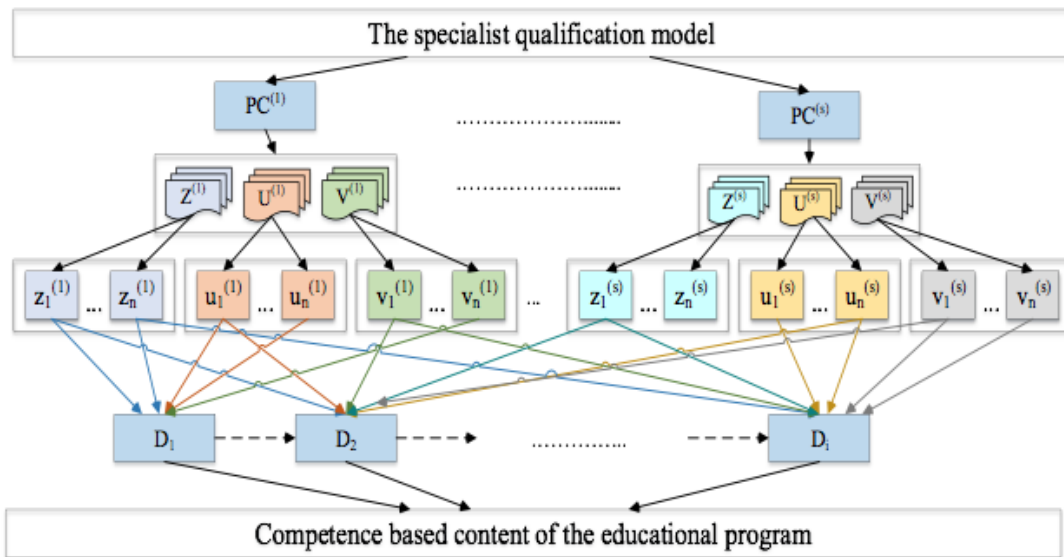 The specialist qualification model
PC⁽¹⁾ ..................... PC⁽ˢ⁾
Z⁽¹⁾ U⁽¹⁾ V⁽¹⁾ ..................... Z⁽ˢ⁾ U⁽ˢ⁾ V⁽ˢ⁾
z₁⁽¹⁾ ... zₙ⁽¹⁾ u₁⁽¹⁾ ... uₙ⁽¹⁾ v₁⁽¹⁾ ... vₙ⁽¹⁾ ... z₁⁽ˢ⁾ ... zₙ⁽ˢ⁾ u₁⁽ˢ⁾ ... uₙ⁽ˢ⁾ v₁⁽ˢ⁾ ... vₙ⁽ˢ⁾
D₁ D₂ ............... Dᵢ
Competence based content of the educational program